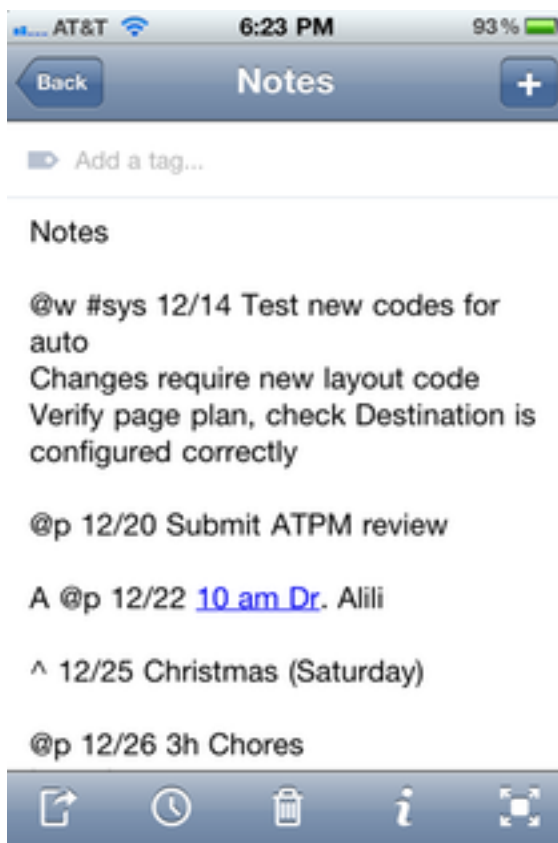 AT&T 6:23 PM 93%
Back Notes +
Add a tag...
Notes
@w #sys 12/14 Test new codes for
auto
Changes require new layout code
Verify page plan, check Destination is
configured correctly
@p 12/20 Submit ATPM review
A @p 12/22 10 am Dr. Alili
^ 12/25 Christmas (Saturday)
@p 12/26 3h Chores